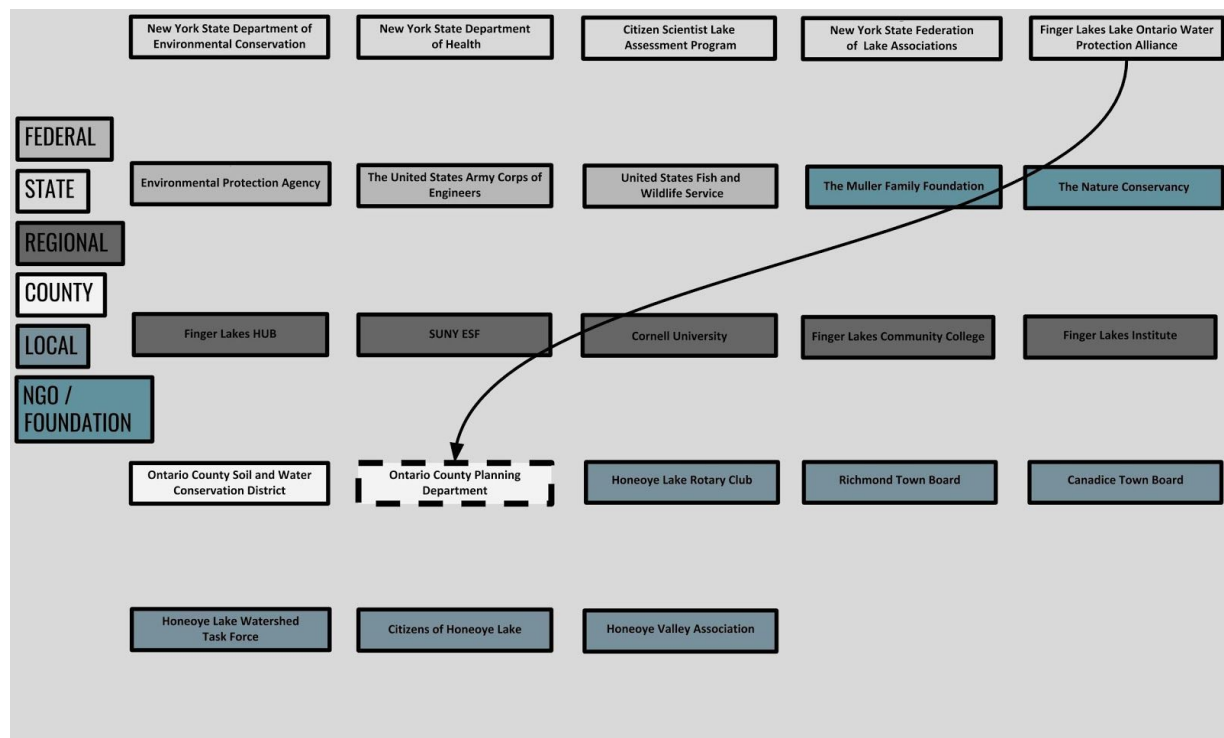 New York State Department of
Environmental Conservation
New York State Department
of Health
Citizen Scientist Lake
Assessment Program
New York State Federation
of Lake Associations
Finger Lakes Lake Ontario Water
Protection Alliance
FEDERAL
STATE
REGIONAL
COUNTY
LOCAL
NGO /
FOUNDATION
Environmental Protection Agency
The United States Army Corps of
Engineers
United States Fish and
Wildlife Service
The Muller Family Foundation
The Nature Conservancy
Finger Lakes HUB
SUNY ESF
Cornell University
Finger Lakes Community College
Finger Lakes Institute
Ontario County Soil and Water
Conservation District
Ontario County Planning
Department
Honeoye Lake Rotary Club
Richmond Town Board
Canadice Town Board
Honeoye Lake Watershed
Task Force
Citizens of Honeoye Lake
Honeoye Valley Association